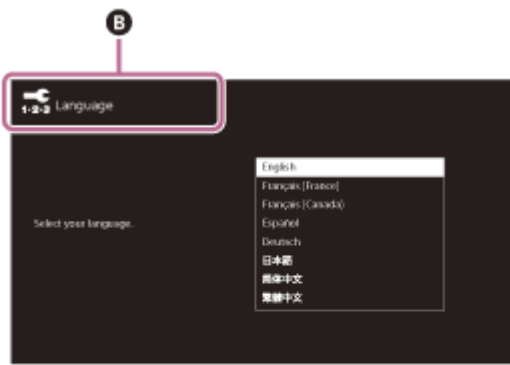 B
1-2-3 Language
Select your language.
English
Français (France)
Français (Canada)
Español
Deutsch
日本語
简体中文
繁體中文